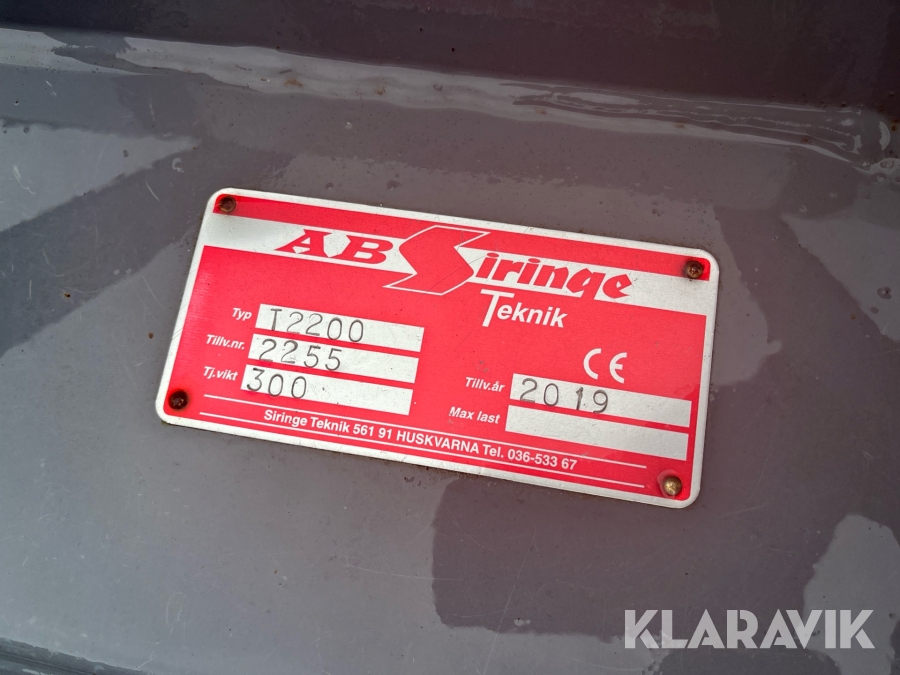 AB Siringe
Teknik
Typ T2200
Tillv.nr. 2255
Tj.vikt 300
CE
Tillv.år 2019
Max last
Siringe Teknik 561 91 HUSKVARNA Tel. 036-533 67
KLARAVIK